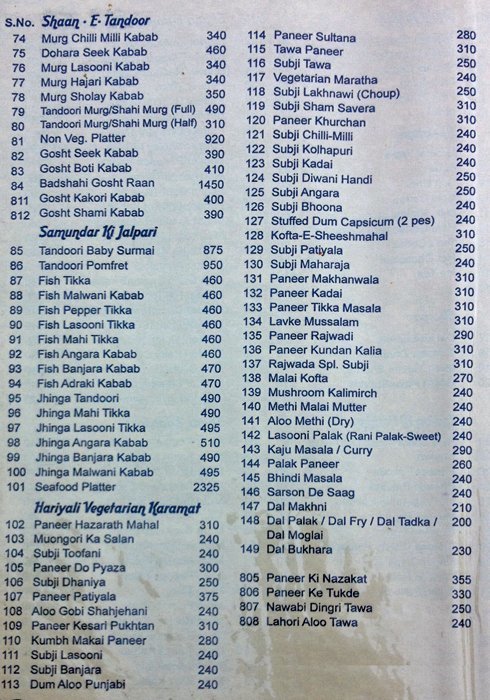 S.No. Shaan - E- Tandoor
74 Murg Chilli Milli Kabab 340
75 Dohara Seek Kabab 460
76 Murg Lasooni Kabab 340
77 Murg Hajari Kabab 340
78 Murg Sholay Kabab 350
79 Tandoori Murg/Shahi Murg (Full) 490
80 Tandoori Murg/Shahi Murg (Half) 310
81 Non Veg. Platter 920
82 Gosht Seek Kabab 390
83 Gosht Boti Kabab 410
84 Badshahi Gosht Raan 1450
811 Gosht Kakori Kabab 400
812 Gosht Shami Kabab 390
Samundar Ki Jalpari
85 Tandoori Baby Surmai 875
86 Tandoori Pomfret 950
87 Fish Tikka 460
88 Fish Malwani Kabab 460
89 Fish Pepper Tikka 460
90 Fish Lasooni Tikka 460
91 Fish Mahi Tikka 460
92 Fish Angara Kabab 460
93 Fish Banjara Kabab 470
94 Fish Adraki Kabab 470
95 Jhinga Tandoori 490
96 Jhinga Mahi Tikka 490
97 Jhinga Lasooni Tikka 495
98 Jhinga Angara Kabab 510
99 Jhinga Banjara Kabab 490
100 Jhinga Malwani Kabab 495
101 Seafood Platter 2325
Hariyali Vegetarian Karamat
102 Paneer Hazarath Mahal 310
103 Muongori Ka Salan 240
104 Subji Toofani 240
105 Paneer Do Pyaza 300
106 Subji Dhaniya 250
107 Paneer Patiyala 375
108 Aloo Gobi Shahjehani 240
109 Paneer Kesari Pukhtan 310
110 Kumbh Makai Paneer 280
111 Subji Lasooni 240
112 Subji Banjara 240
113 Dum Aloo Punjabi 240
114 Paneer Sultana 280
115 Tawa Paneer 310
116 Subji Tawa 250
117 Vegetarian Maratha 240
118 Subji Lakhnawi (Choup) 250
119 Subji Sham Savera 310
120 Paneer Khurchan 310
121 Subji Chilli-Milli 240
122 Subji Kolhapuri 240
123 Subji Kadai 240
124 Subji Diwani Handi 250
125 Subji Angara 250
126 Subji Bhoona 240
127 Stuffed Dum Capsicum (2 pes) 240
128 Kofta-E-Sheeshmahal 310
129 Subji Patiyala 250
130 Subji Maharaja 240
131 Paneer Makhanwala 310
132 Paneer Kadai 310
133 Paneer Tikka Masala 310
134 Lavke Mussalam 310
135 Paneer Rajwadi 290
136 Paneer Kundan Kalia 310
137 Rajwada Spl. Subji 310
138 Malai Kofta 270
139 Mushroom Kalimirch 240
140 Methi Malai Mutter 240
141 Aloo Methi (Dry) 240
142 Lasooni Palak (Rani Palak-Sweet) 240
143 Kaju Masala / Curry 290
144 Palak Paneer 260
145 Bhindi Masala 240
146 Sarson De Saag 240
147 Dal Makhni 210
148 Dal Palak / Dal Fry / Dal Tadka / 200
Dal Moglai
149 Dal Bukhara 230
805 Paneer Ki Nazakat 355
806 Paneer Ke Tukde 330
807 Nawabi Dingri Tawa 250
808 Lahori Aloo Tawa 240